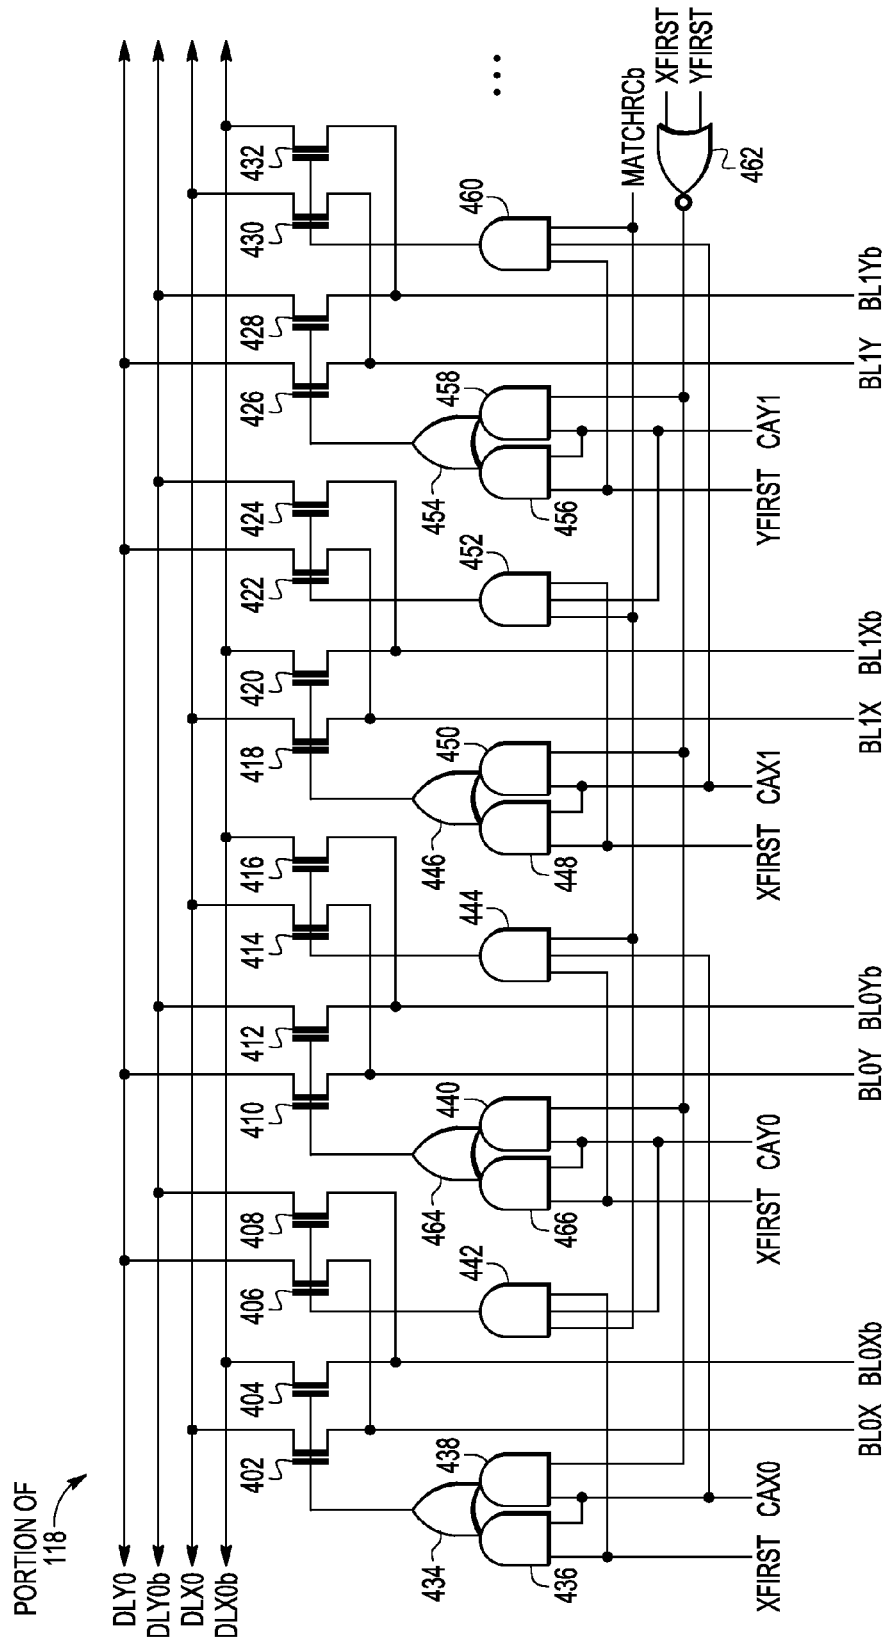 PORTION OF
118
DLY0
DLY0b
DLX0
DLX0b
402
404
406
408
410
412
414
416
418
420
422
424
426
428
430
432
434
436
438
442
464
466
440
444
446
448
450
452
454
456
458
460
MATCHRCb
XFIRST
YFIRST
462
XFIRST
CAX0
BL0X
BL0Xb
XFIRST
CAY0
BL0Y
BL0Yb
XFIRST
CAX1
BL1X
BL1Xb
YFIRST
CAY1
BL1Y
BL1Yb